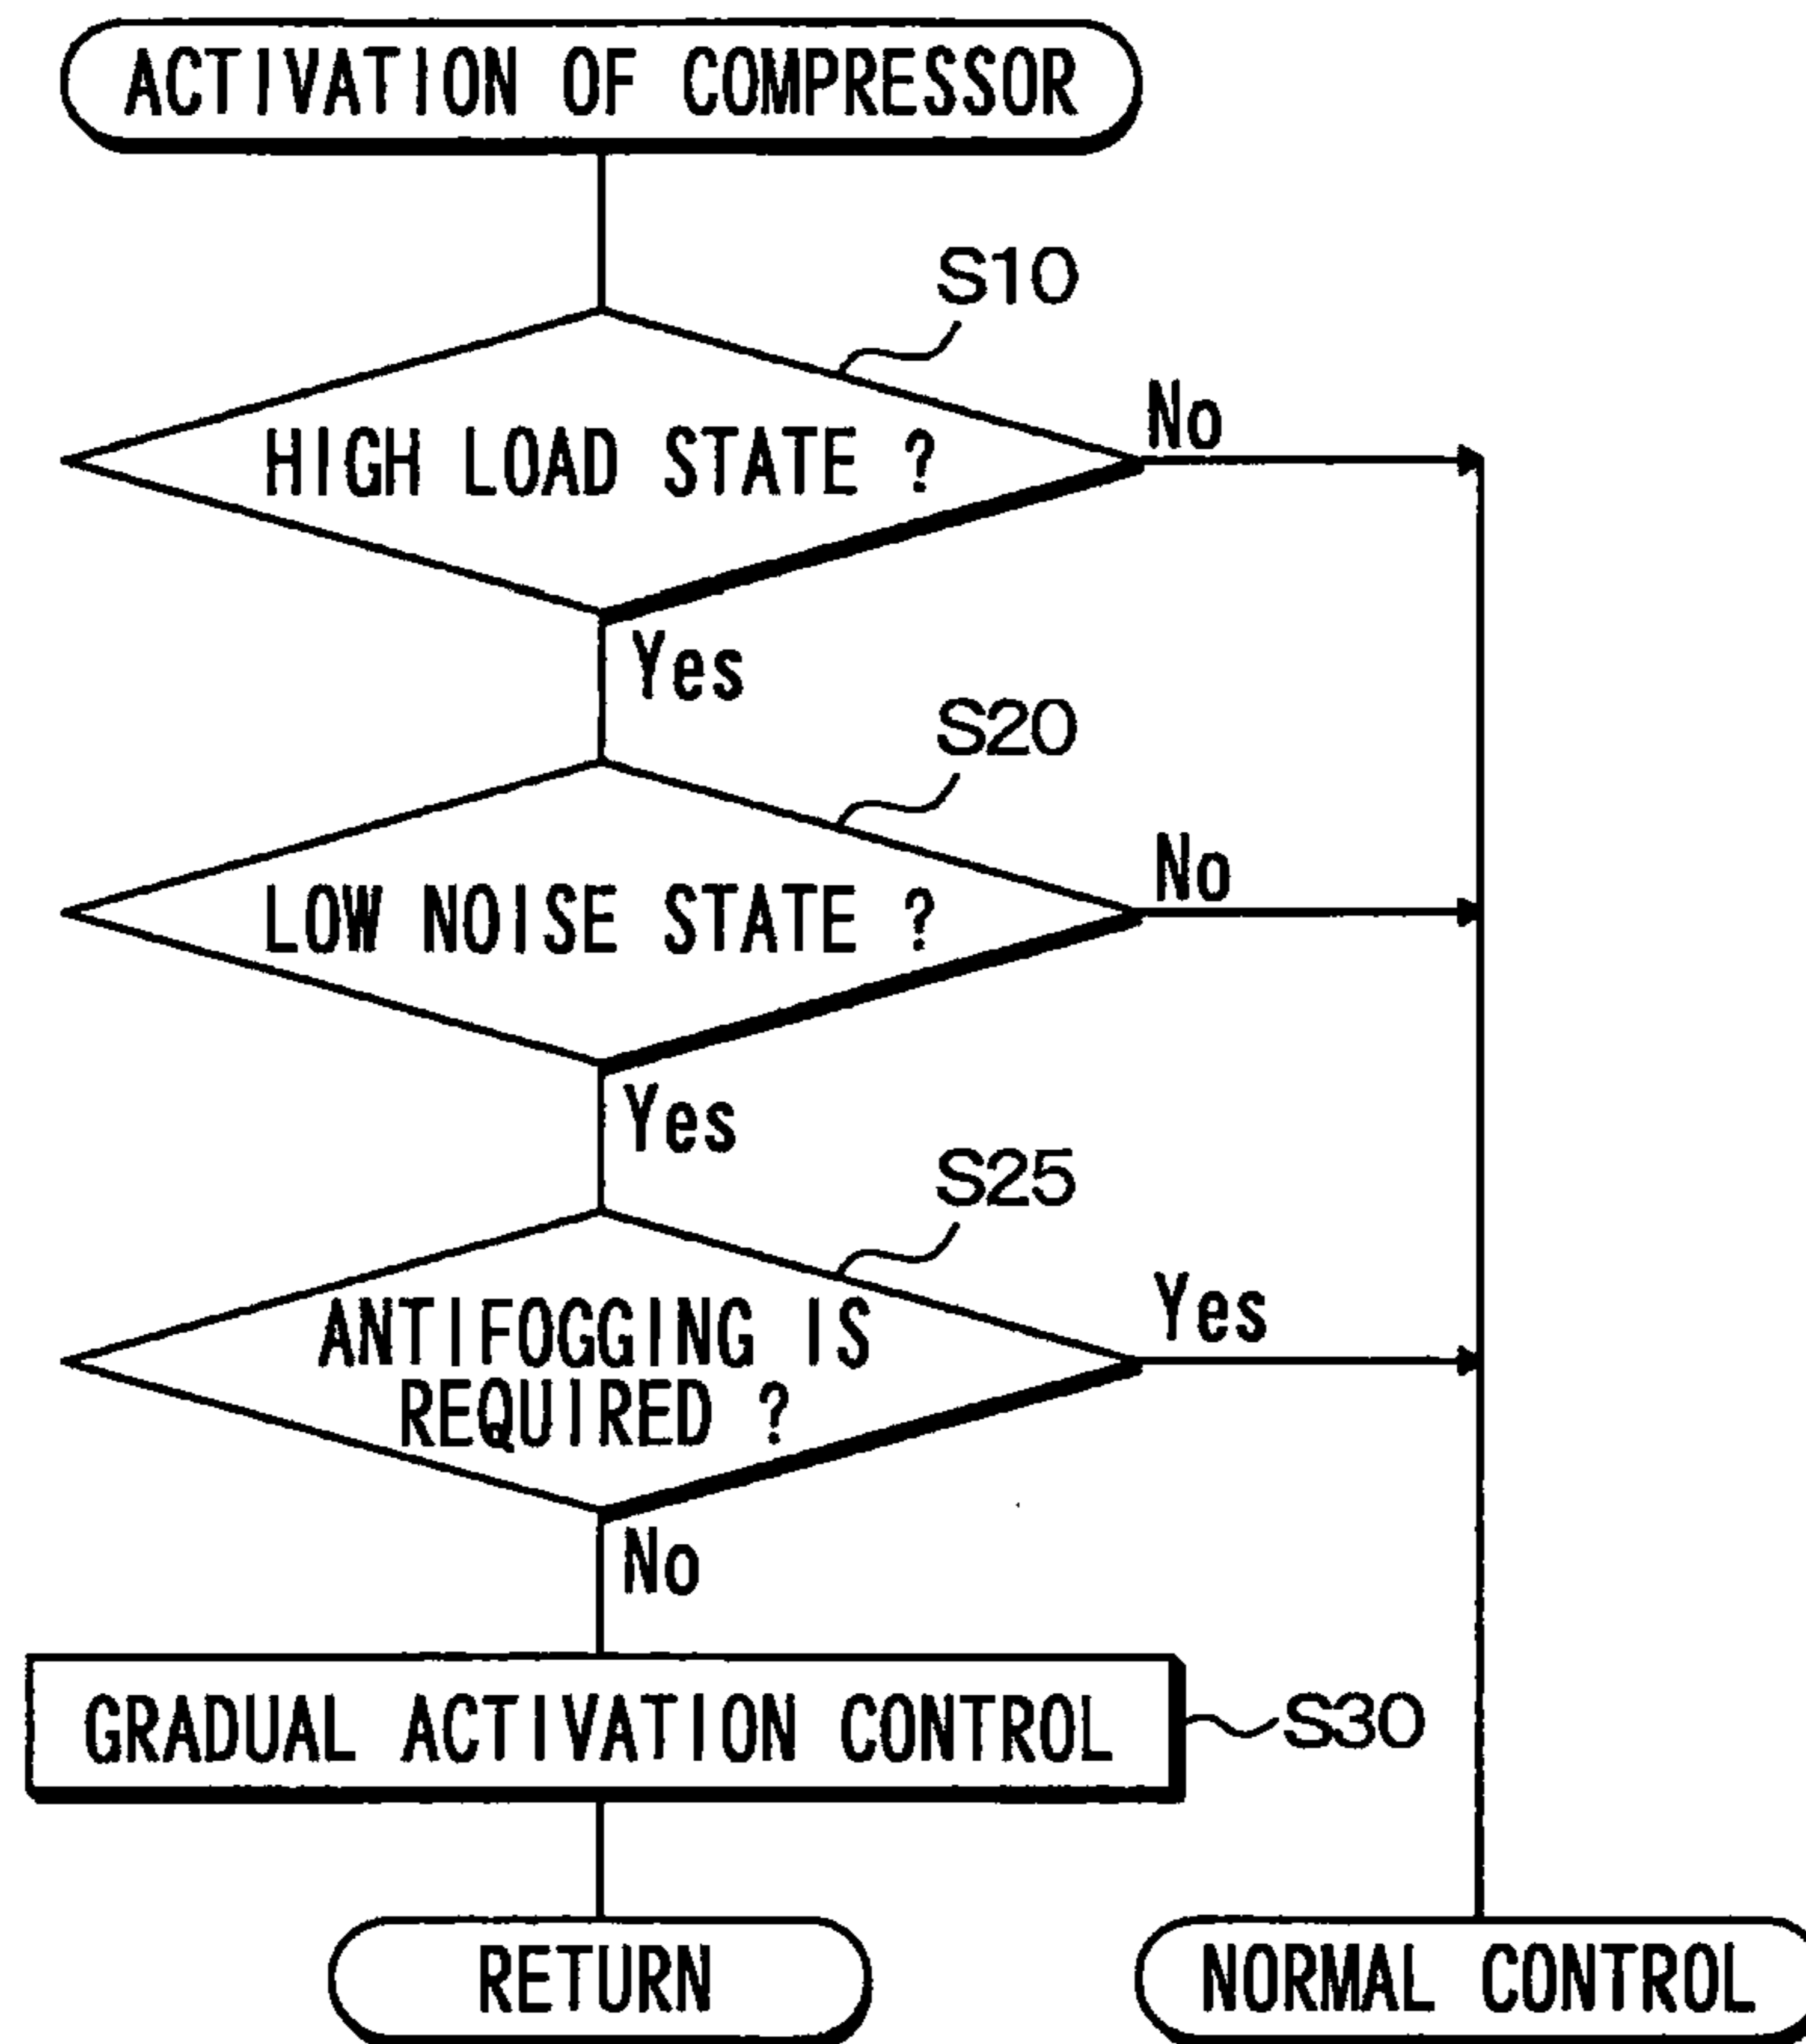 ACTIVATION OF COMPRESSOR
S10
HIGH LOAD STATE ?
No
Yes
S20
LOW NOISE STATE ?
No
Yes
S25
ANTIFOGGING IS
REQUIRED ?
Yes
No
GRADUAL ACTIVATION CONTROL
S30
RETURN
NORMAL CONTROL